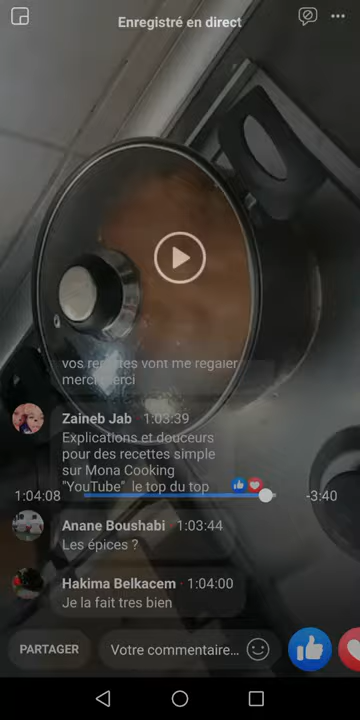 Enregistré en direct
vos recettes vont me régaler
merci merci
Zaineb Jab · 1:03:39
Explications et douceurs
pour des recettes simple
sur Mona Cooking
"YouTube" le top du top
1:04:08
-3:40
Anane Boushabi · 1:03:44
Les épices ?
Hakima Belkacem · 1:04:00
Je la fait tres bien
PARTAGER
Votre commentaire...